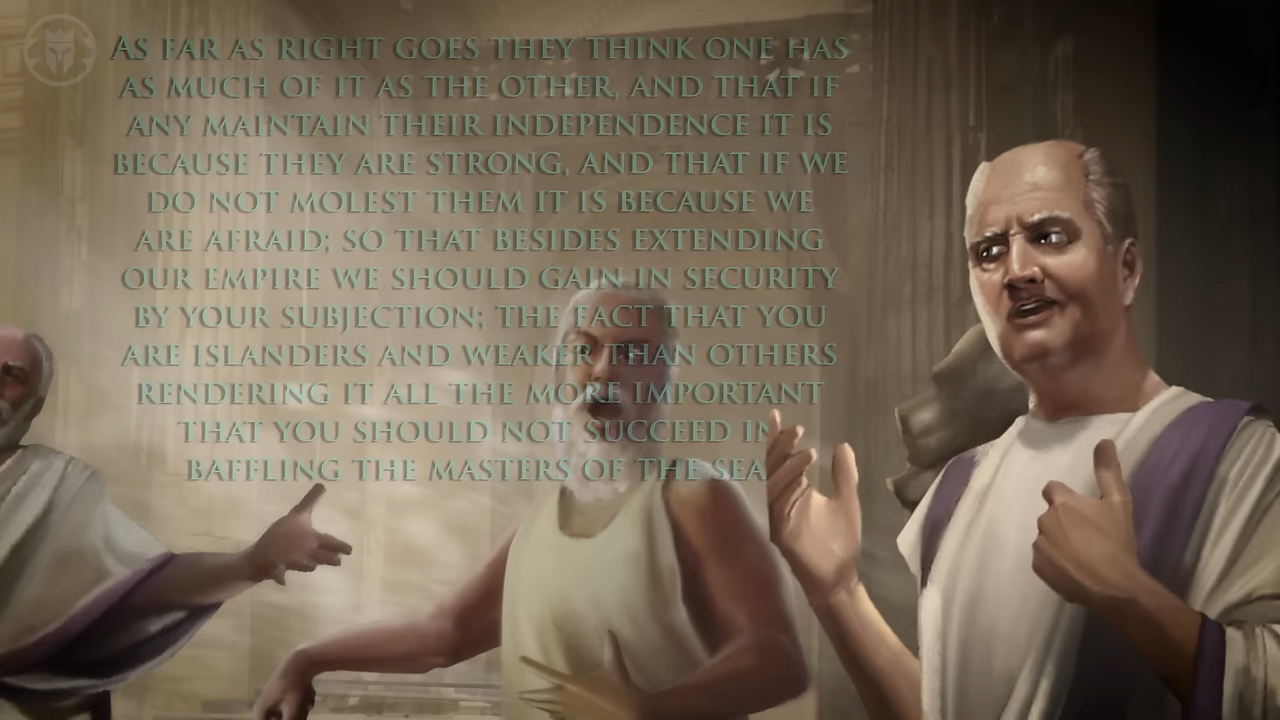 As far as right goes they think one has
as much of it as the other, and that if
any maintain their independence it is
because they are strong, and that if we
do not molest them it is because we
are afraid; so that besides extending
our empire we should gain in security
by your subjection; the fact that you
are islanders and weaker than others
rendering it all the more important
that you should not succeed in
baffling the masters of the sea